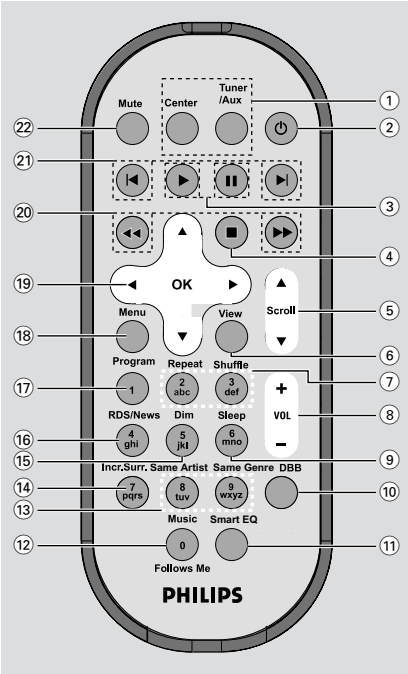 Tuner
Mute Center /Aux
1
22
2
21
3
20
4
19
OK
5
Scroll
Menu View
18
6
Program Repeat Shuffle
7
17
1 2 3
abc def
+
VOL
-
8
RDS/News Dim Sleep
16
4 5 6
ghi jkl mno
15
9
Incr.Surr. Same Artist Same Genre DBB
14
7 8 9
pqrs tuv wxyz
10
13
Music Smart EQ
12
0
11
Follows Me
PHILIPS